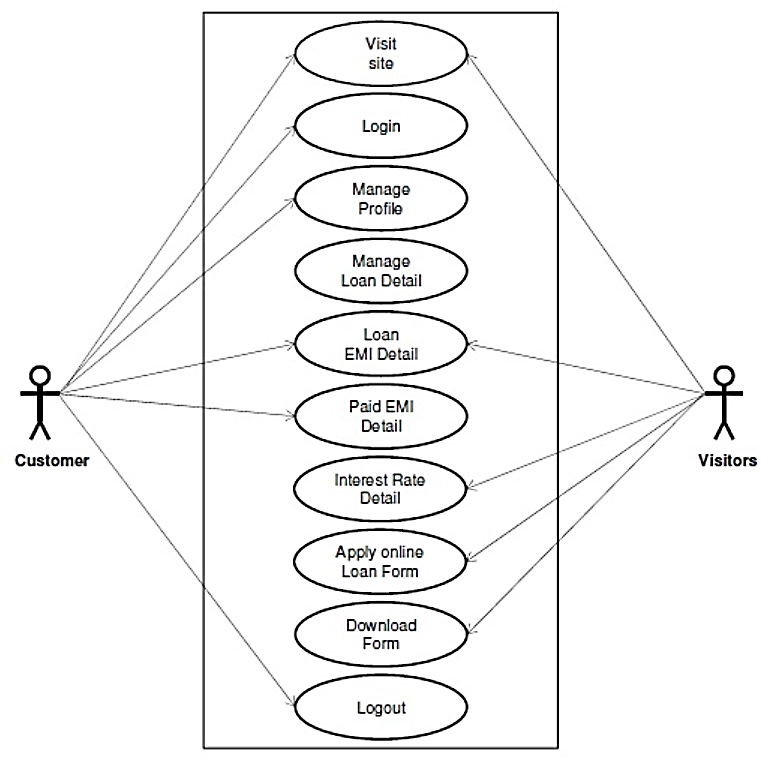 Visit
site
Login
Manage
Profile
Manage
Loan Detail
Loan
EMI Detail
Paid EMI
Detail
Customer
Visitors
Interest Rate
Detail
Apply online
Loan Form
Download
Form
Logout